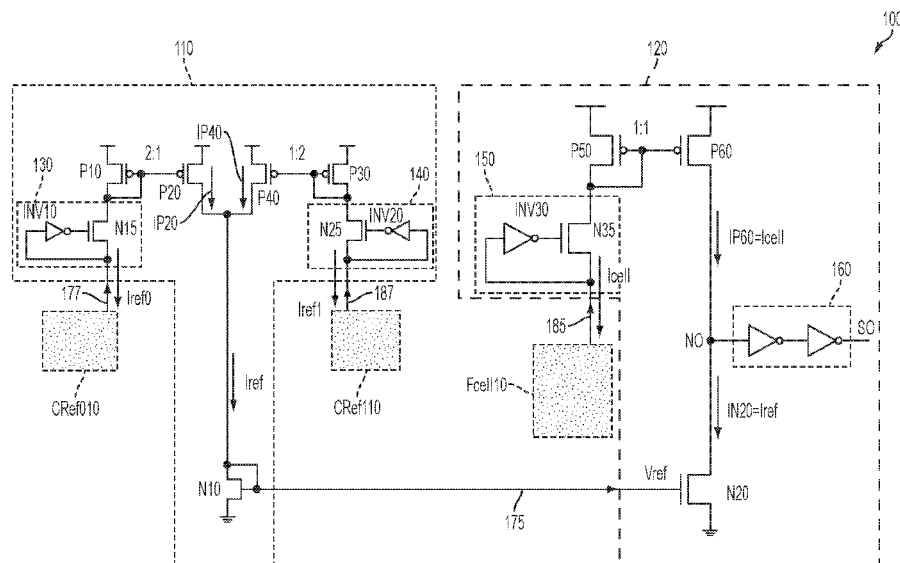 100
110
120
IP40
P10
2:1
P20
P40
1:2
P30
130
140
IP20
INV10
N15
N25
INV20
177
Iref0
Iref1
187
CRef010
CRef110
Iref
N10
175
P50
1:1
P60
150
INV30
N35
Icell
185
Fcell10
IP60=Icell
160
NO
SO
IN20=Iref
Vref
N20